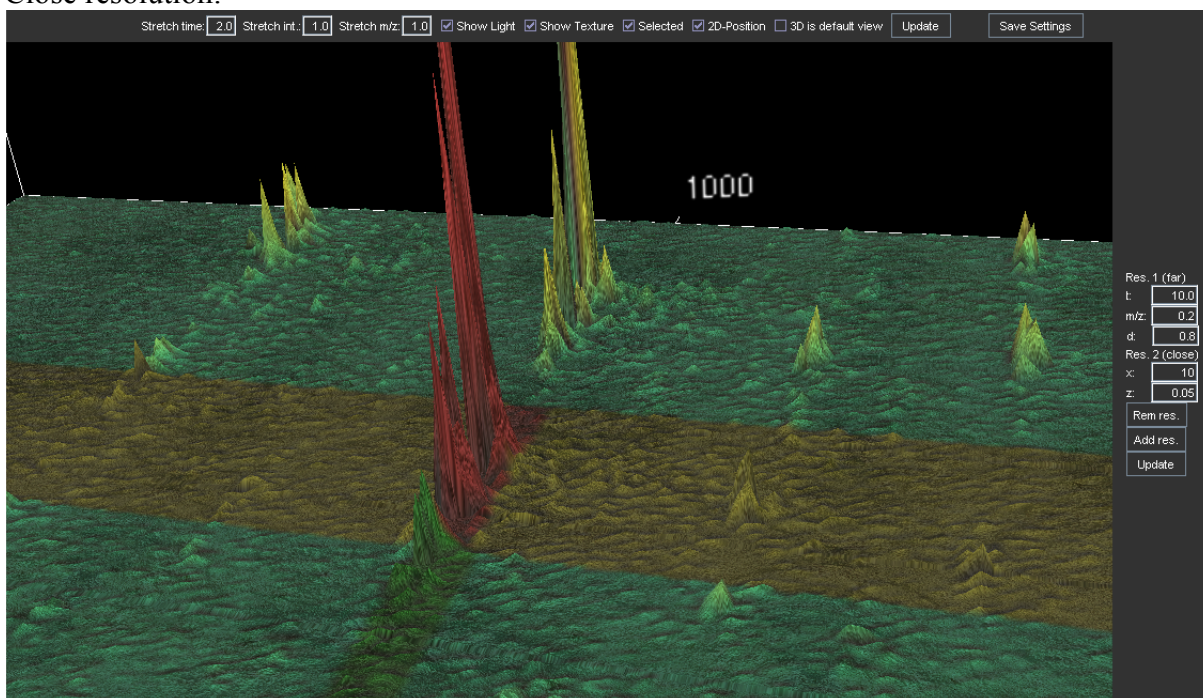 Close resolution:
Stretch time: 2.0 Stretch int.: 1.0 Stretch m/z: 1.0 Show Light Show Texture Selected 2D-Position 3D is default view Update Save Settings
1000
Res. 1 (far)
t: 10.0
m/z: 0.2
d: 0.8
Res. 2 (close)
x: 10
z: 0.05
Rem res.
Add res.
Update